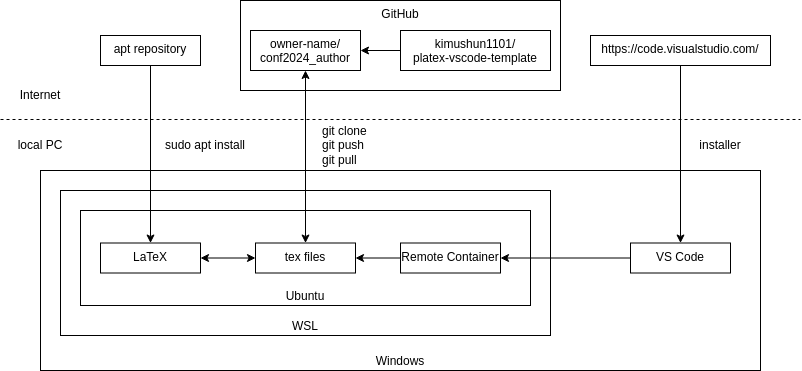 GitHub
apt repository
owner-name/
conf2024_author
kimushun1101/
platex-vscode-template
https://code.visualstudio.com/
Internet
local PC
sudo apt install
git clone
git push
git pull
installer
LaTeX
tex files
Remote Container
VS Code
Ubuntu
WSL
Windows